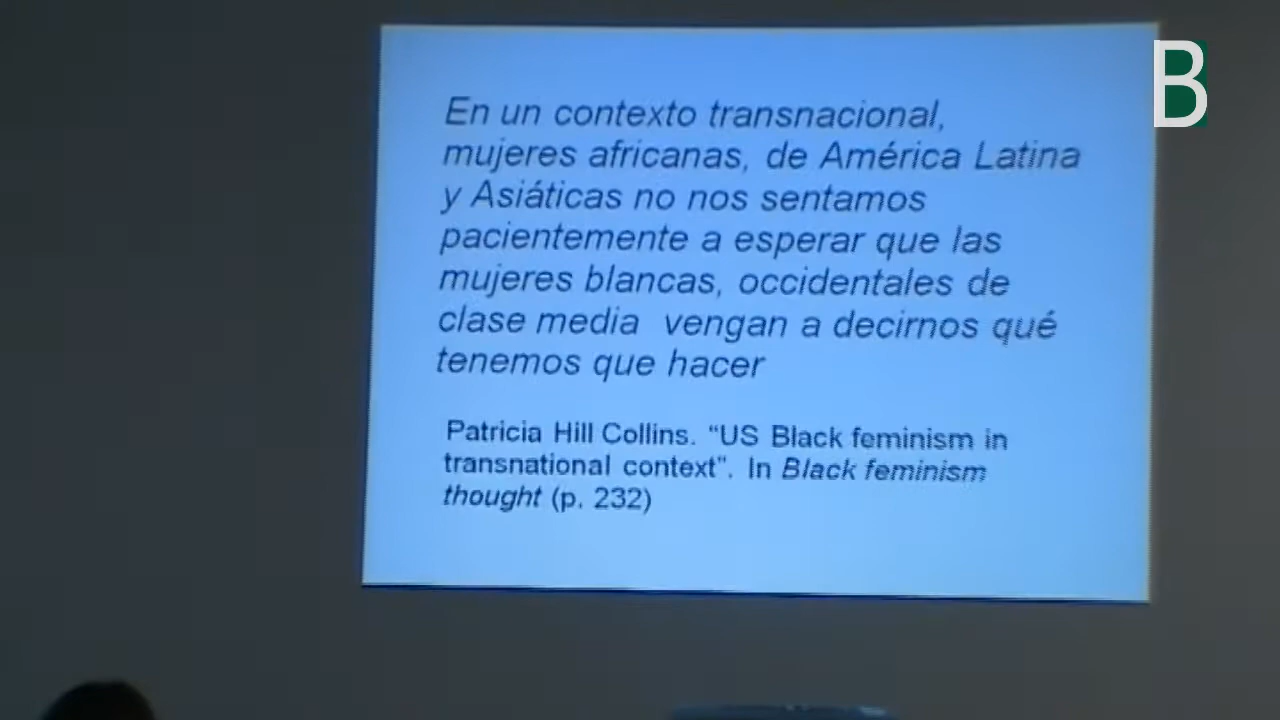 B
En un contexto transnacional,
mujeres africanas, de América Latina
y Asiáticas no nos sentamos
pacientemente a esperar que las
mujeres blancas, occidentales de
clase media vengan a decirnos qué
tenemos que hacer
Patricia Hill Collins. “US Black feminism in
transnational context”. In Black feminism
thought (p. 232)